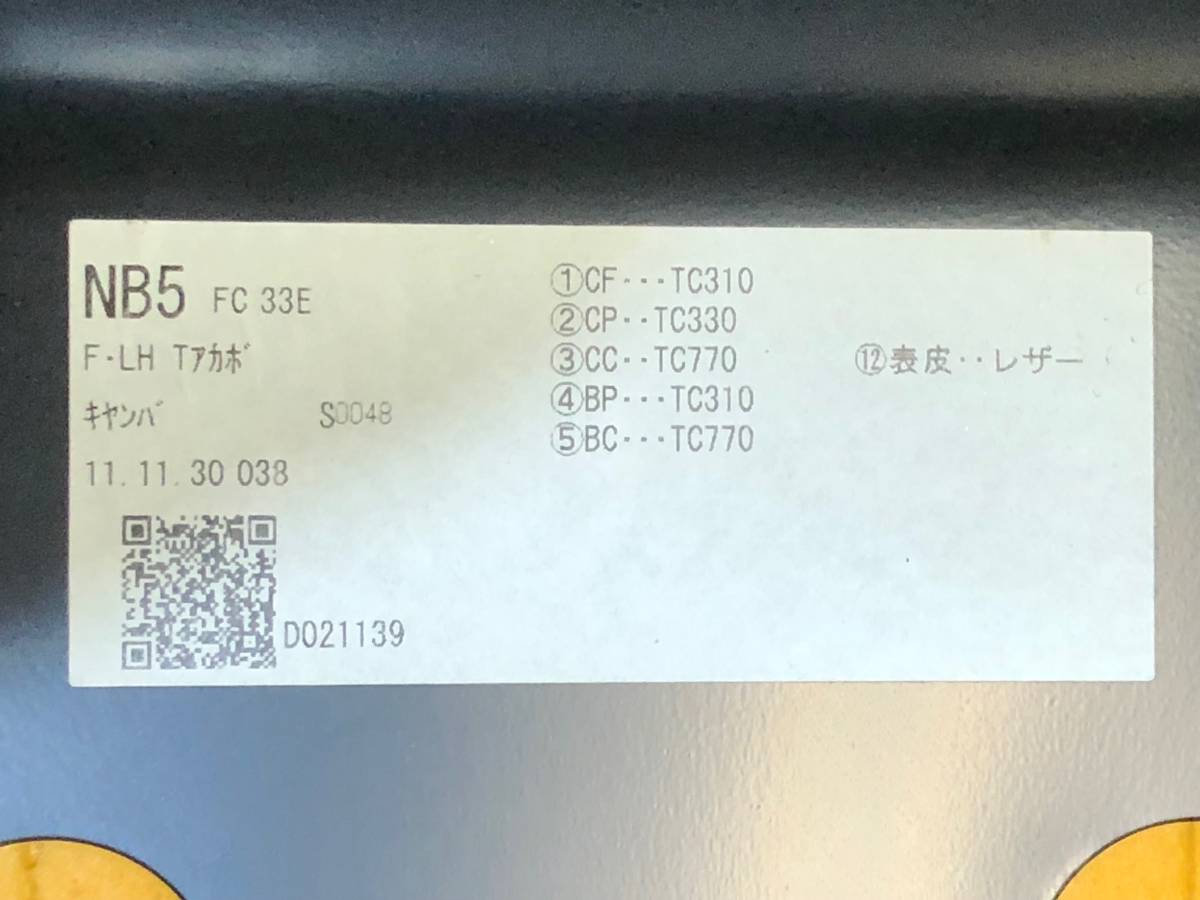 NB5 FC 33E
F・LH Tｱｶﾎﾞ
ｷﾔﾝﾊﾞ S0048
11.11.30 038
D021139
①CF・・・TC310
②CP・・TC330
③CC・・TC770
④BP・・・TC310
⑤BC・・・TC770
⑫表皮・・レザー